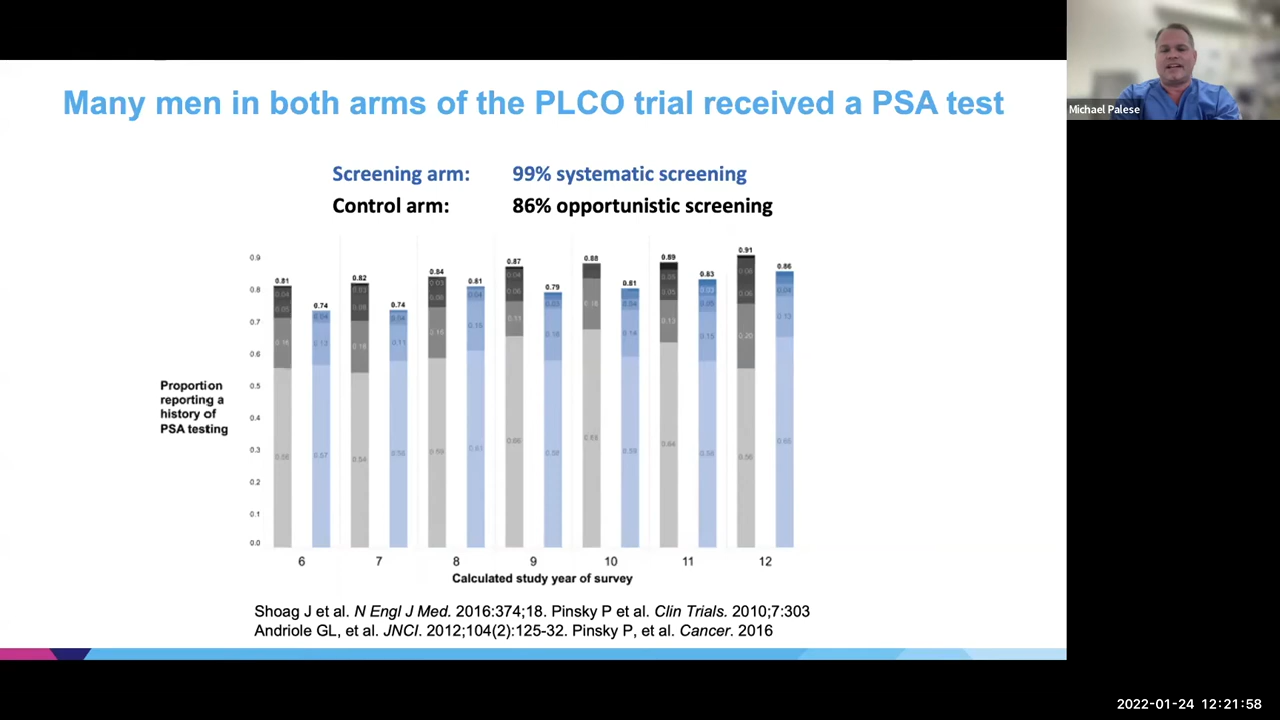 Many men in both arms of the PLCO trial received a PSA test
Michael Palese
Screening arm: 99% systematic screening
Control arm: 86% opportunistic screening
0.9
0.8
0.7
0.6
0.5
0.4
0.3
0.2
0.1
0.0
Proportion
reporting a
history of
PSA testing
0.81
0.74
0.82
0.74
0.84
0.81
0.87
0.79
0.88
0.81
0.89
0.83
0.91
0.86
6 7 8 9 10 11 12
Calculated study year of survey
Shoag J et al. N Engl J Med. 2016:374;18. Pinsky P et al. Clin Trials. 2010;7:303
Andriole GL, et al. JNCI. 2012;104(2):125-32. Pinsky P, et al. Cancer. 2016
2022-01-24 12:21:58